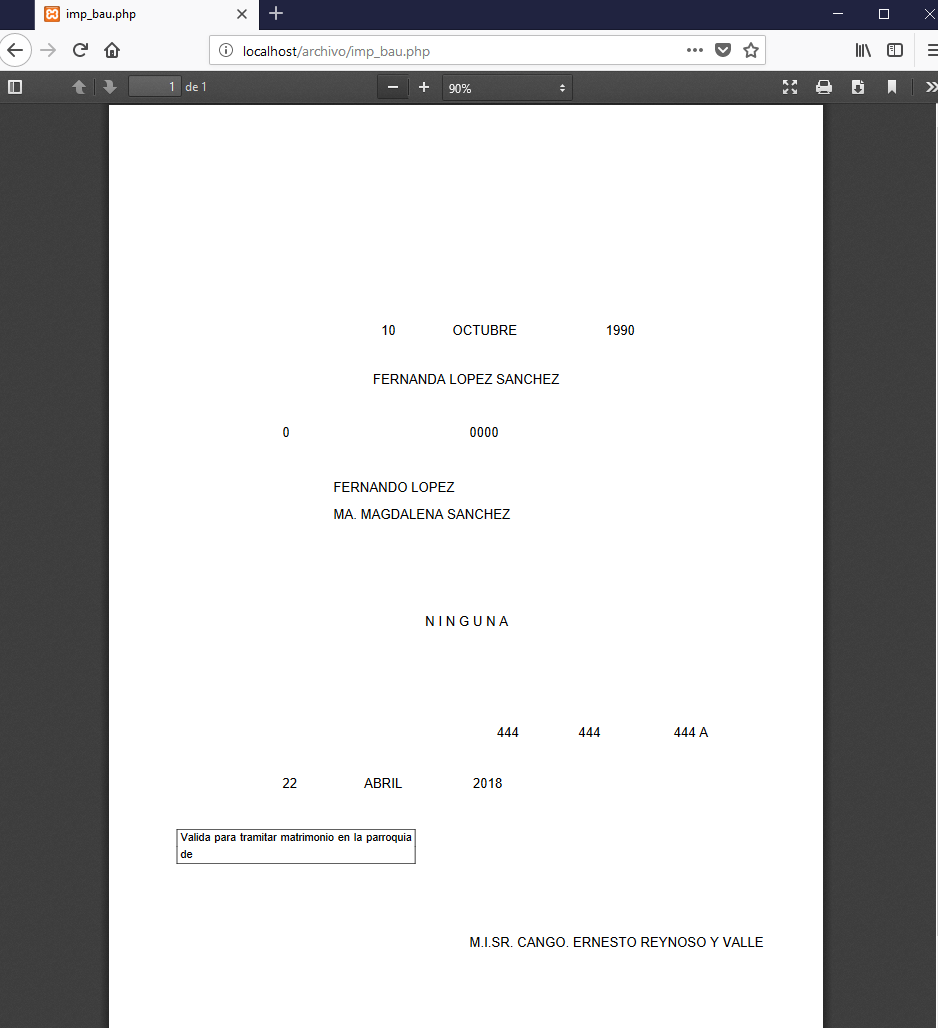 imp_bau.php
localhost/archivo/imp_bau.php
1 de 1
90%
10 OCTUBRE 1990
FERNANDA LOPEZ SANCHEZ
0 0000
FERNANDO LOPEZ
MA. MAGDALENA SANCHEZ
N I N G U N A
444 444 444 A
22 ABRIL 2018
Valida para tramitar matrimonio en la parroquia
de
M.I.SR. CANGO. ERNESTO REYNOSO Y VALLE